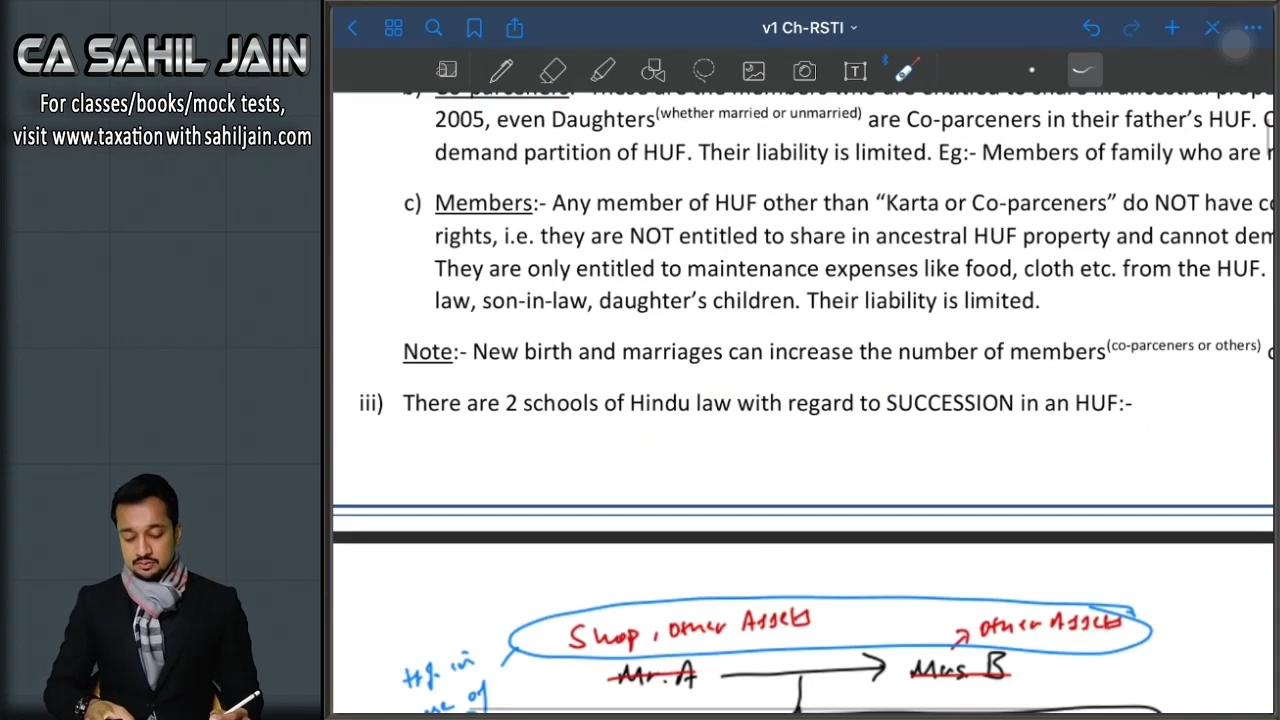 CA SAHIL JAIN
For classes/books/mock tests,
visit www.taxationwithsahiljain.com
v1 Ch-RSTI
2005, even Daughters(whether married or unmarried) are Co-parceners in their father's HUF.
demand partition of HUF. Their liability is limited. Eg:- Members of family who are
c) Members:- Any member of HUF other than “Karta or Co-parceners” do NOT have
rights, i.e. they are NOT entitled to share in ancestral HUF property and cannot
They are only entitled to maintenance expenses like food, cloth etc. from the HUF.
law, son-in-law, daughter's children. Their liability is limited.
Note:- New birth and marriages can increase the number of members(co-parceners or others)
iii) There are 2 schools of Hindu law with regard to SUCCESSION in an HUF:-
Shop, Other Assets
Other Assets
Mr. A
Mrs. B
in
of